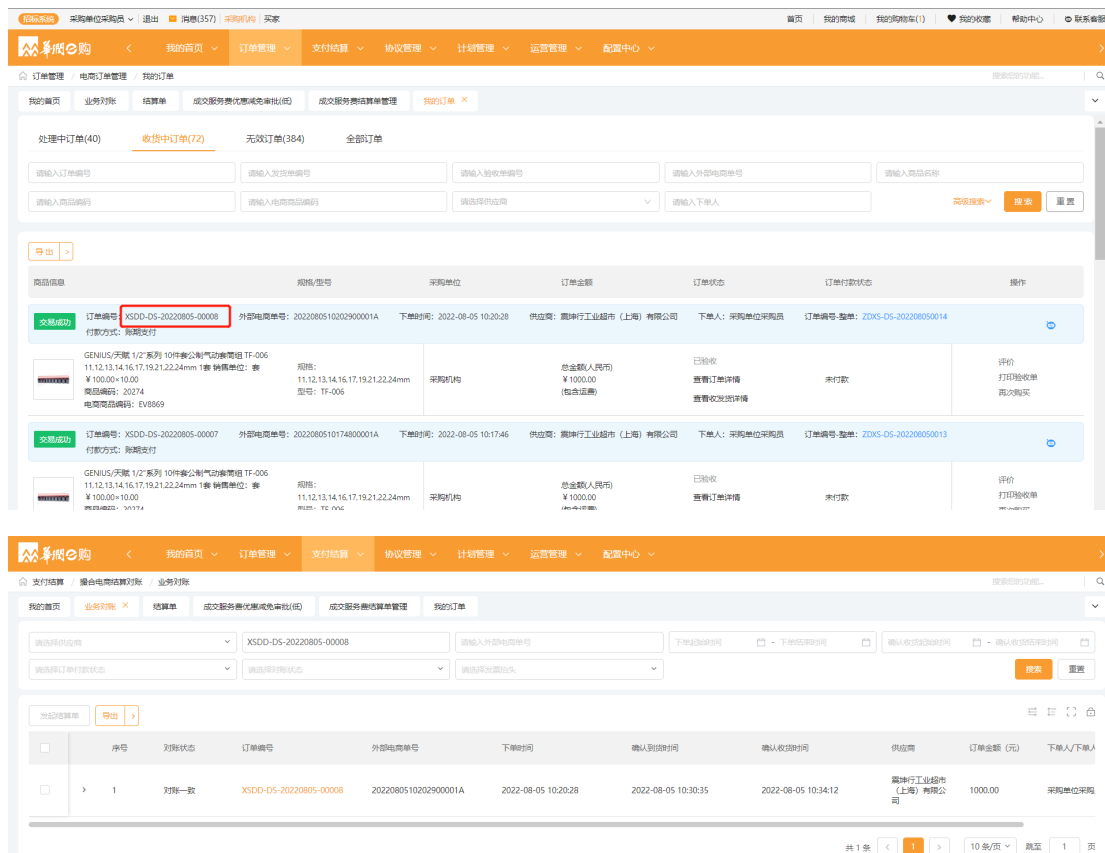 招标系统 采购单位采购员 退出 消息(357) 采购机构 买家 首页 我的商城 我的购物车(1) 我的收藏 帮助中心 联系客服
華潤e购 我的首页 订单管理 支付结算 协议管理 计划管理 运营管理 配置中心
订单管理 / 电商订单管理 / 我的订单 搜索您的功能...
我的首页 业务对账 结算单 成交服务费优惠减免审批(低) 成交服务费结算单管理 我的订单 ×
处理中订单(40) 收货中订单(72) 无效订单(384) 全部订单
请输入订单编号 请输入发货单编号 请输入验收单编号 请输入外部电商单号 请输入商品名称
请输入商品编码 请输入电商商品编码 请选择供应商 请输入下单人 高级搜索 搜索 重置
导出 >
商品信息 规格/型号 采购单位 订单金额 订单状态 订单付款状态 操作
交易成功 订单编号: XSDD-DS-20220805-00008 外部电商单号: 2022080510202900001A 下单时间: 2022-08-05 10:20:28 供应商: 震坤行工业超市（上海）有限公司 下单人: 采购单位采购员 订单编号-整单: ZDXS-DS-202208050014
付款方式: 账期支付
GENIUS/天赋 1/2"系列 10件套公制气动套筒组 TF-006
11,12,13,14,16,17,19,21,22,24mm 1套 销售单位: 套
¥ 100.00×10.00
商品编码: 20274
电商商品编码: EV8869
规格:
11,12,13,14,16,17,19,21,22,24mm
型号: TF-006
采购机构
总金额(人民币)
¥ 1000.00
(包含运费)
已验收
查看订单详情
查看收发货详情
未付款
评价
打印验收单
再次购买
交易成功 订单编号: XSDD-DS-20220805-00007 外部电商单号: 2022080510174800001A 下单时间: 2022-08-05 10:17:46 供应商: 震坤行工业超市（上海）有限公司 下单人: 采购单位采购员 订单编号-整单: ZDXS-DS-202208050013
付款方式: 账期支付
GENIUS/天赋 1/2"系列 10件套公制气动套筒组 TF-006
11,12,13,14,16,17,19,21,22,24mm 1套 销售单位: 套
¥ 100.00×10.00
商品编码: 20274
规格:
11,12,13,14,16,17,19,21,22,24mm
型号: TF-006
采购机构
总金额(人民币)
¥ 1000.00
(包含运费)
已验收
查看订单详情
未付款
评价
打印验收单
再次购买
華潤e购 我的首页 订单管理 支付结算 协议管理 计划管理 运营管理 配置中心
支付结算 / 撮合电商结算对账 / 业务对账 搜索您的功能...
我的首页 业务对账 × 结算单 成交服务费优惠减免审批(低) 成交服务费结算单管理 我的订单
请选择供应商 XSDD-DS-20220805-00008 请输入外部电商单号 下单起始时间 - 下单结束时间 确认收货起始时间 - 确认收货结束时间
请选择订单付款状态 请选择对账状态 请选择发票抬头 搜索 重置
发起结算单 导出 >
序号 对账状态 订单编号 外部电商单号 下单时间 确认到货时间 确认收货时间 供应商 订单金额（元） 下单人/下单人
> 1 对账一致 XSDD-DS-20220805-00008 2022080510202900001A 2022-08-05 10:20:28 2022-08-05 10:30:35 2022-08-05 10:34:12 震坤行工业超市（上海）有限公司 1000.00 采购单位采购
共 1 条 < 1 > 10 条/页 跳至 1 页